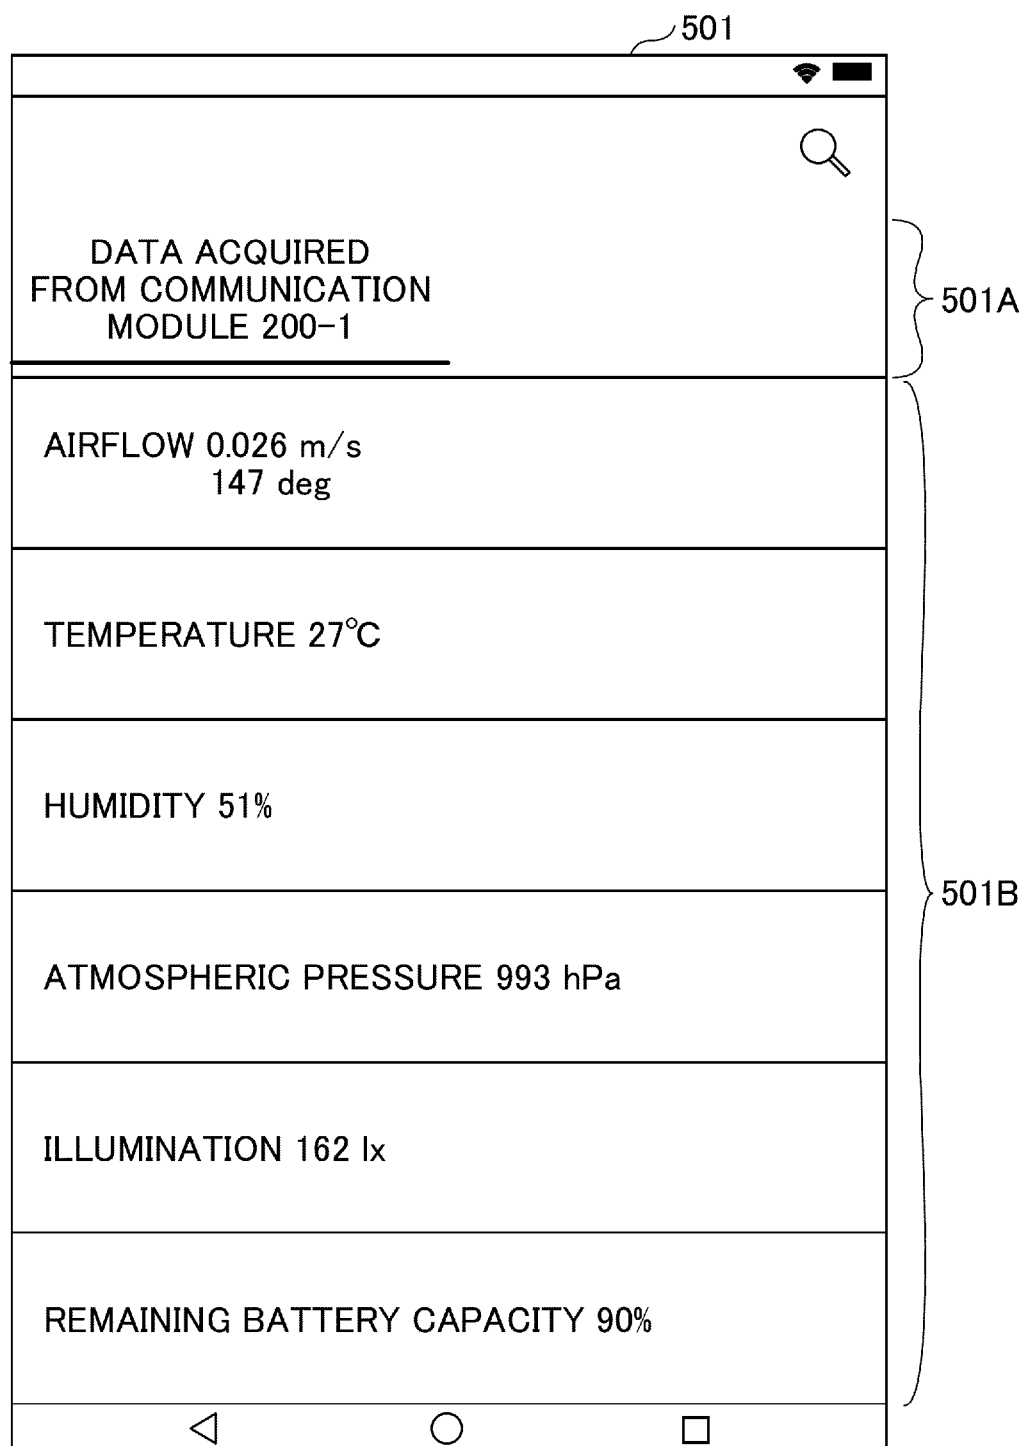 501
DATA ACQUIRED
FROM COMMUNICATION
MODULE 200-1
501A
AIRFLOW 0.026 m/s
147 deg
TEMPERATURE 27℃
HUMIDITY 51%
501B
ATMOSPHERIC PRESSURE 993 hPa
ILLUMINATION 162 lx
REMAINING BATTERY CAPACITY 90%